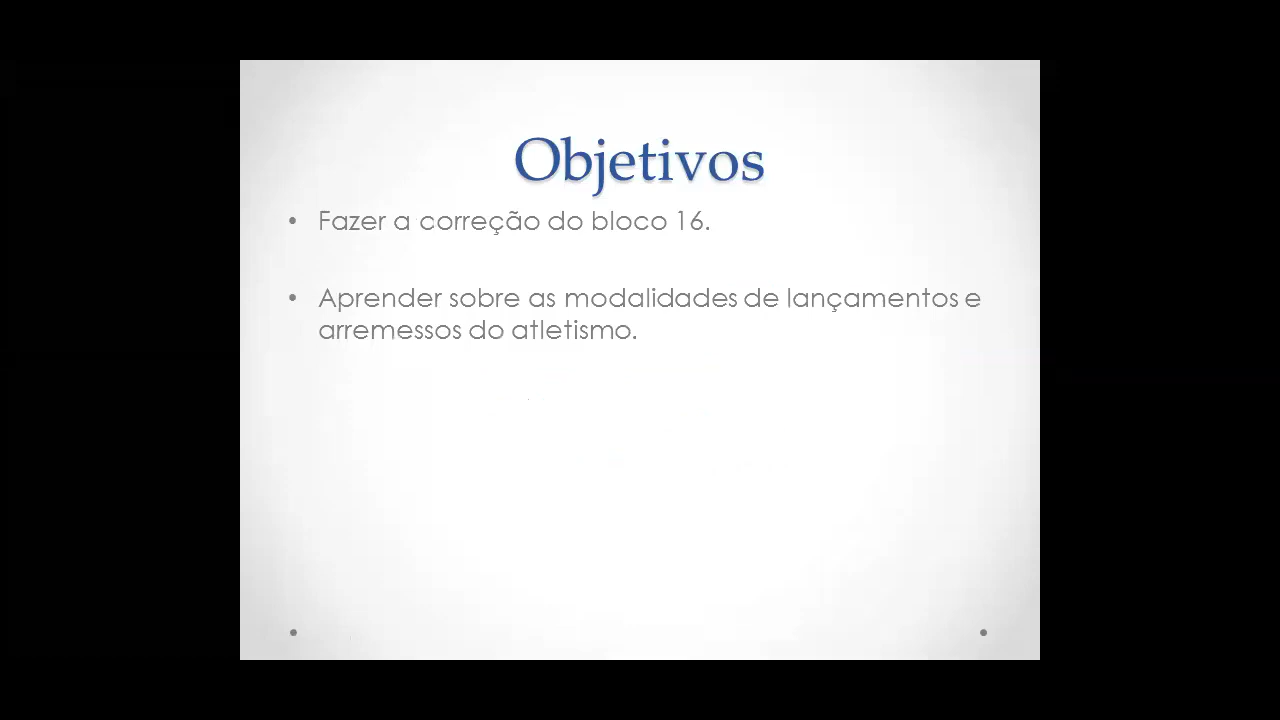 Objetivos
• Fazer a correção do bloco 16.
• Aprender sobre as modalidades de lançamentos e
arremessos do atletismo.